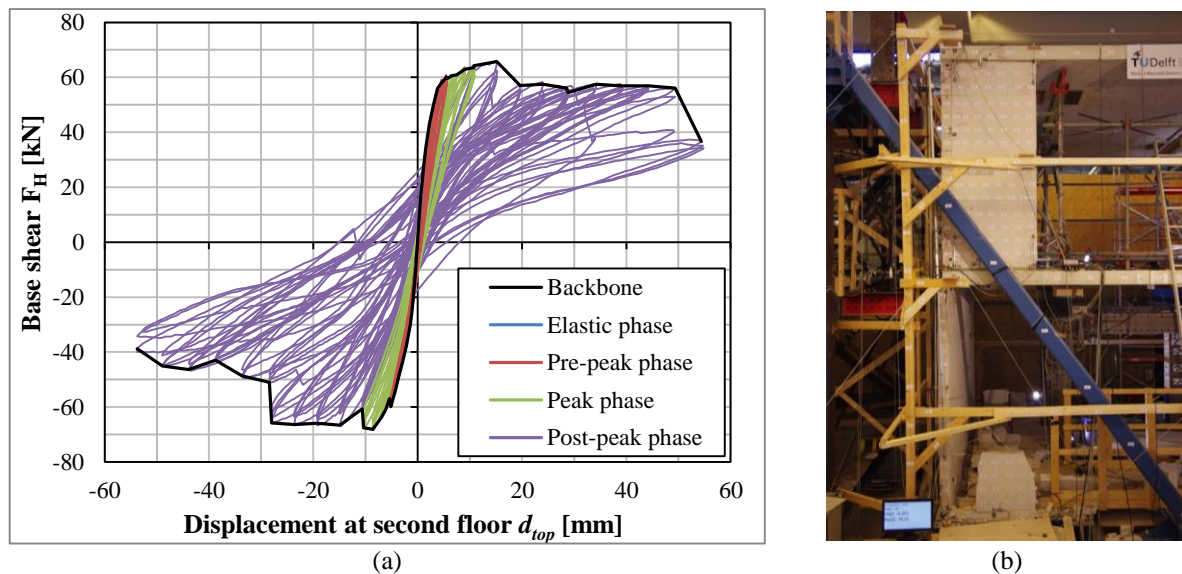 80
60
40
20
0
-20
-40
-60
-80
-60
-40
-20
0
20
40
60
Base shear F_H [kN]
Displacement at second floor d_top [mm]
Backbone
Elastic phase
Pre-peak phase
Peak phase
Post-peak phase
TUDelft
(a)
(b)